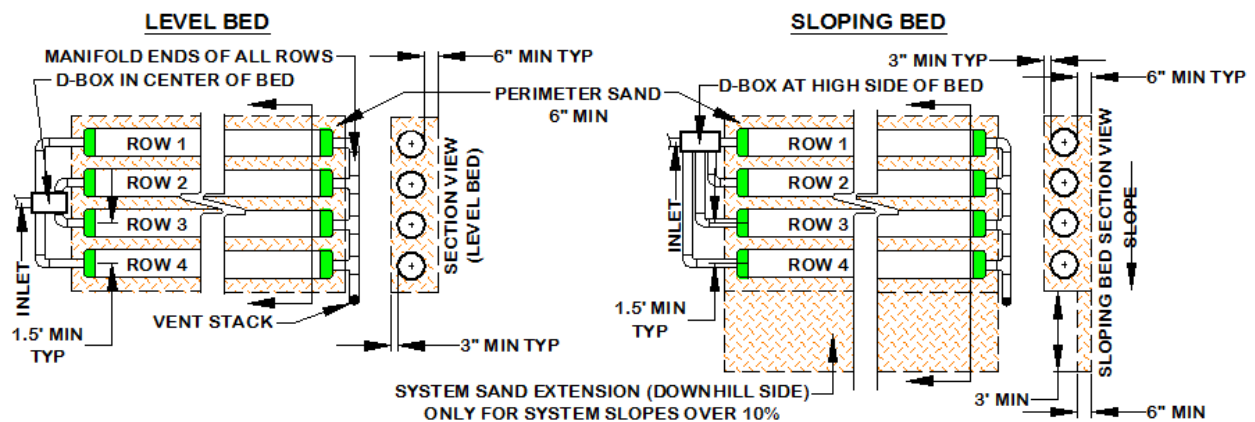 LEVEL BED
SLOPING BED
MANIFOLD ENDS OF ALL ROWS
D-BOX IN CENTER OF BED
6" MIN TYP
PERIMETER SAND
6" MIN
3" MIN TYP
D-BOX AT HIGH SIDE OF BED
6" MIN TYP
ROW 1
ROW 2
ROW 3
ROW 4
INLET
1.5' MIN
TYP
VENT STACK
SECTION VIEW
(LEVEL BED)
3" MIN TYP
ROW 1
ROW 2
ROW 3
ROW 4
INLET
1.5' MIN
TYP
SLOPING BED SECTION VIEW
SLOPE
SYSTEM SAND EXTENSION (DOWNHILL SIDE)
ONLY FOR SYSTEM SLOPES OVER 10%
3' MIN
6" MIN